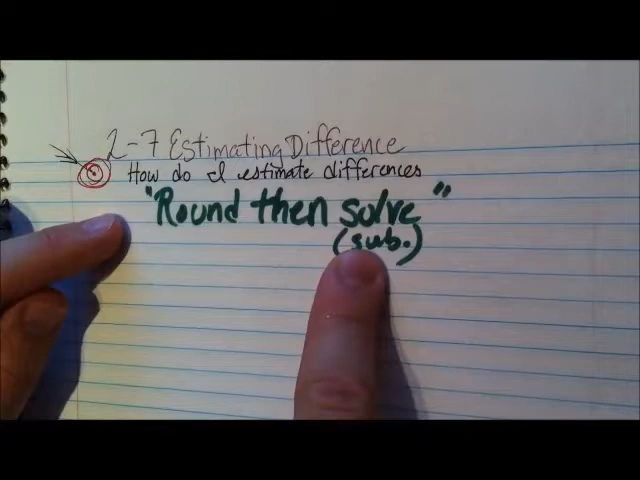 2-7 Estimating Difference
How do I estimate differences
"Round then solve"
(sub.)